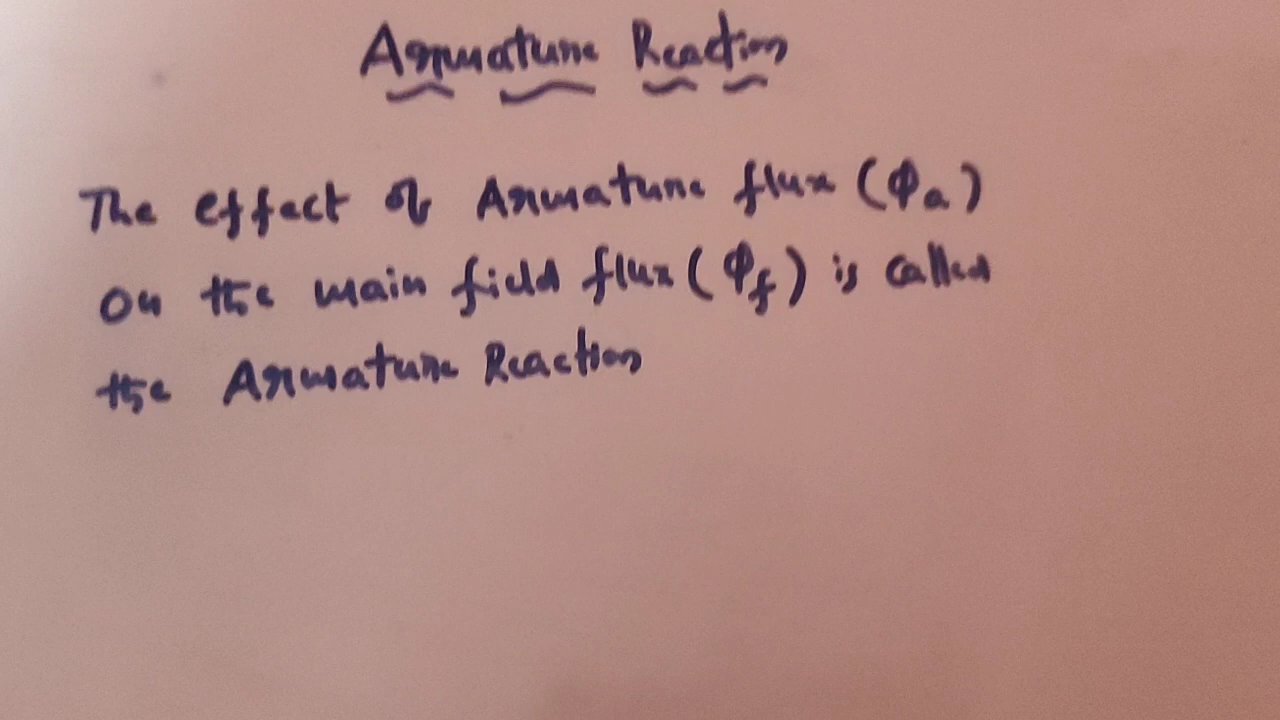 Armature Reaction
The effect of Armature flux (Φa)
on the main field flux (Φf) is called
the Armature Reaction